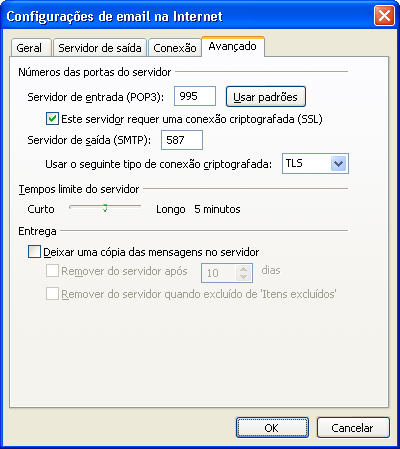 Configurações de email na Internet
Geral Servidor de saída Conexão Avançado
Números das portas do servidor
Servidor de entrada (POP3): 995 Usar padrões
Este servidor requer uma conexão criptografada (SSL)
Servidor de saída (SMTP): 587
Usar o seguinte tipo de conexão criptografada: TLS
Tempos limite do servidor
Curto Longo 5 minutos
Entrega
Deixar uma cópia das mensagens no servidor
Remover do servidor após 10 dias
Remover do servidor quando excluído de 'Itens excluídos'
OK Cancelar